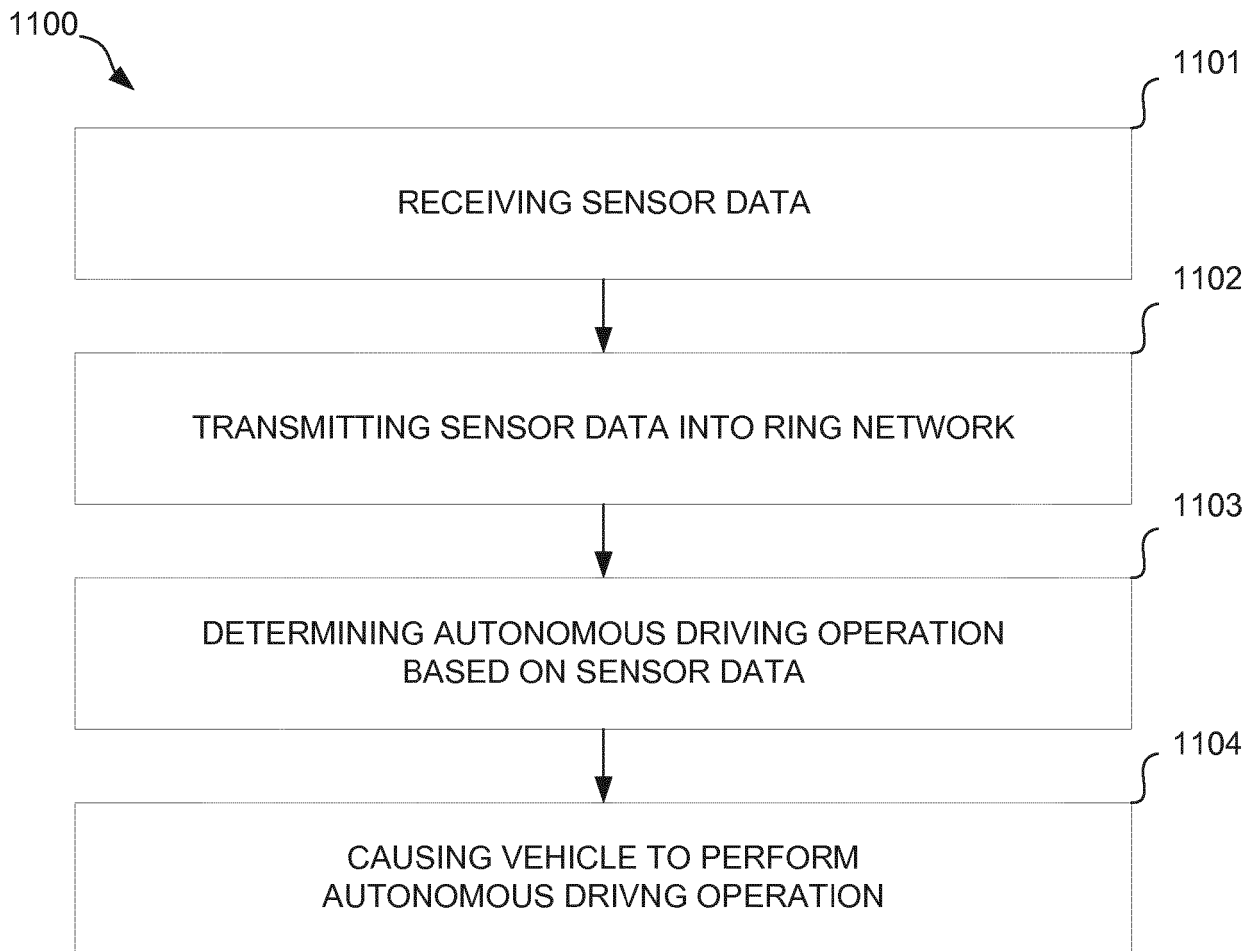 1100
1101
RECEIVING SENSOR DATA
1102
TRANSMITTING SENSOR DATA INTO RING NETWORK
1103
DETERMINING AUTONOMOUS DRIVING OPERATION
BASED ON SENSOR DATA
1104
CAUSING VEHICLE TO PERFORM
AUTONOMOUS DRIVNG OPERATION